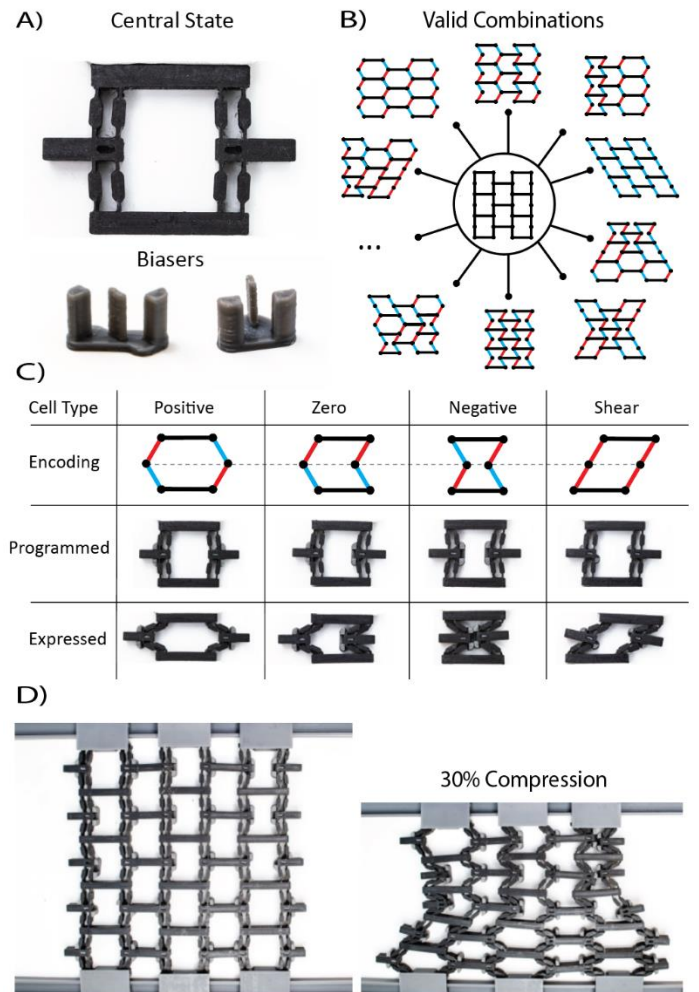 A)
Central State
Biasers
B)
Valid Combinations
...
C)
Cell Type Positive Zero Negative Shear
Encoding
Programmed
Expressed
D)
30% Compression